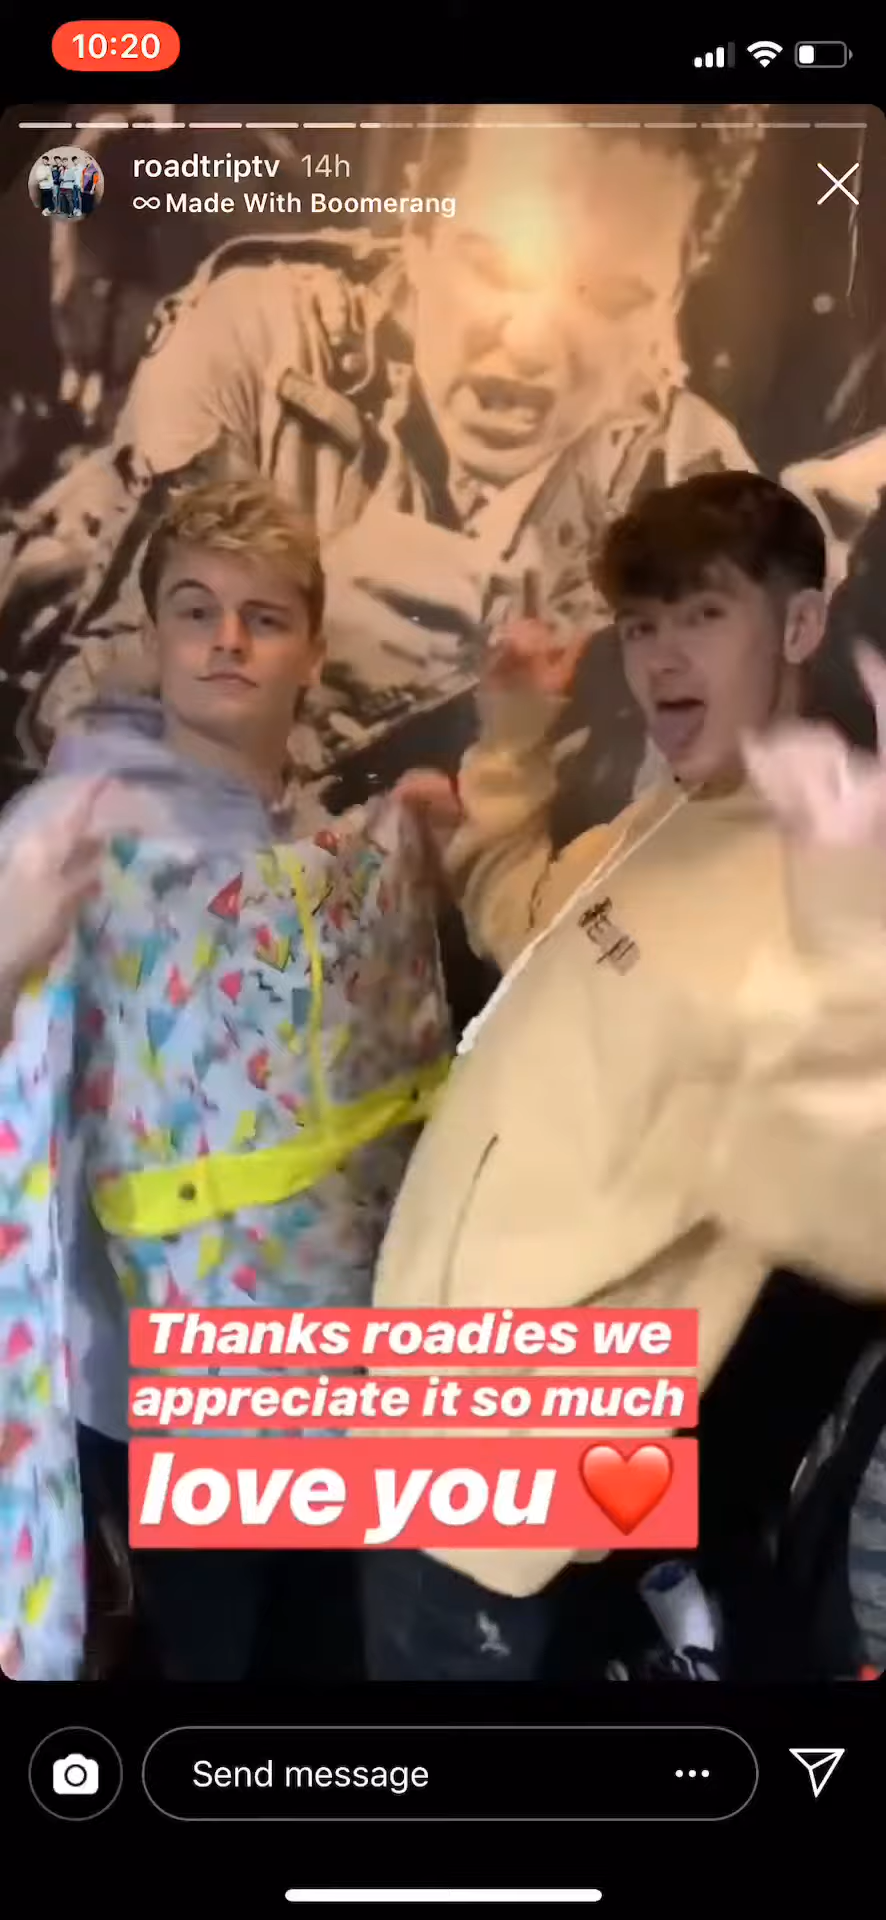 10:20
roadtriptv 14h
∞Made With Boomerang
Thanks roadies we
appreciate it so much
love you ❤️
Send message